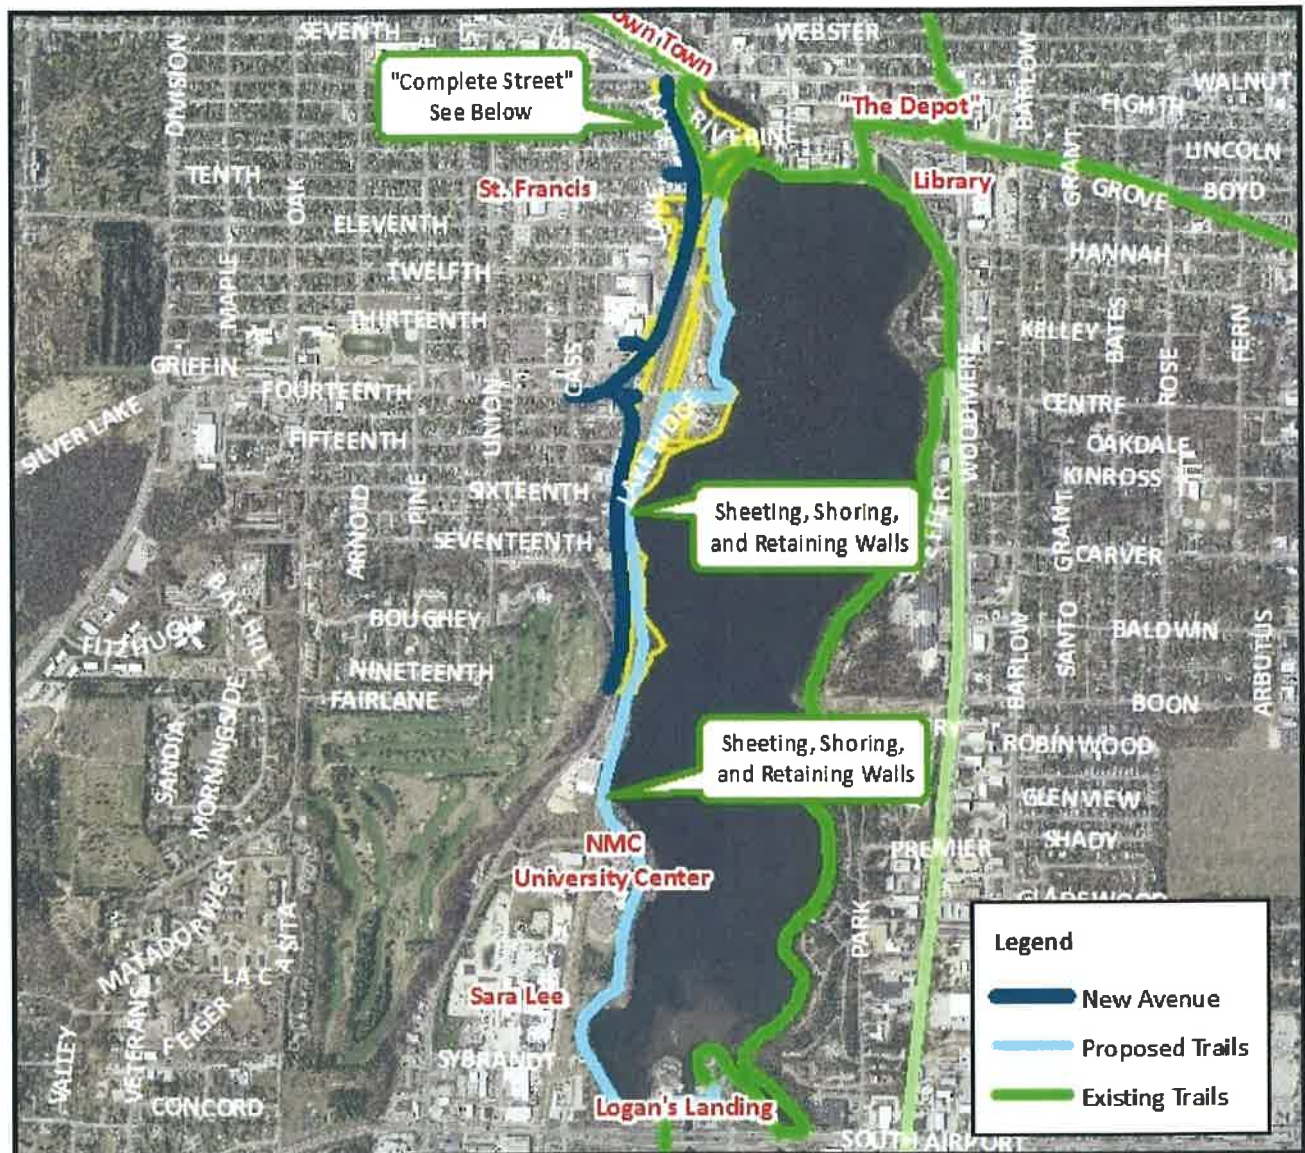 SEVENTH
WEBSTER
DIVISION
"Complete Street"
See Below
own Town
BARLOW
WALNUT
EIGHTH
"The Depot"
RIVERINE
GRANT
LINCOLN
TENTH
OAK
St. Francis
Library
GROVE
BOYD
ELEVENTH
LAKE
HANNAH
TWELFTH
MAPLE
THIRTEENTH
KELLEY
BATES
FERN
GRIFFIN
CASS
WOODMERE
ROSE
FOURTEENTH
UNION
LAKE RIDGE
CENTRE
SILVER LAKE
FIFTEENTH
OAKDALE
KINROSS
SIXTEENTH
ARNOLD
PINE
Sheeting, Shoring,
and Retaining Walls
GRANT
SEVENTEENTH
CARVER
BAY HILL
BOUGHEY
FITZHUGH
BARLOW
SANTO
BALDWIN
ARBUTUS
NINETEENTH
FAIRLANE
BOON
SANDIA
MORNINGSIDE
Sheeting, Shoring,
and Retaining Walls
RY
ROBINWOOD
GLENVIEW
SHADY
NMC
University Center
PREMIER
MATADOR WEST
LA C
ASITA
PARK
Legend
Sara Lee
New Avenue
VETERANS
FEIGER
VALLEY
SYBRANDT
Proposed Trails
CONCORD
Logan's Landing
Existing Trails
SOUTH AIRPORT